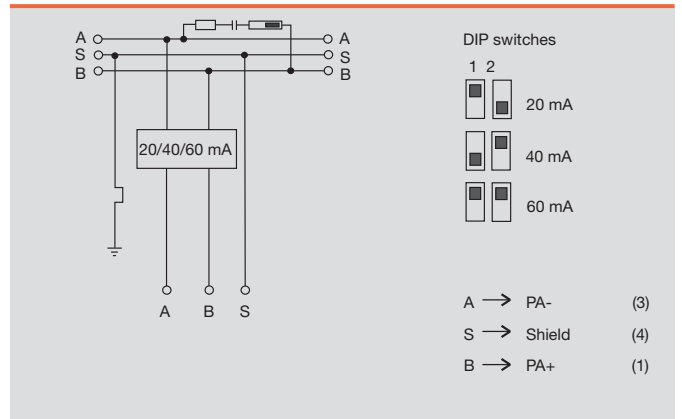 A A
S S
B B
20/40/60 mA
A B S
DIP switches
1 2
20 mA
40 mA
60 mA
A → PA- (3)
S → Shield (4)
B → PA+ (1)